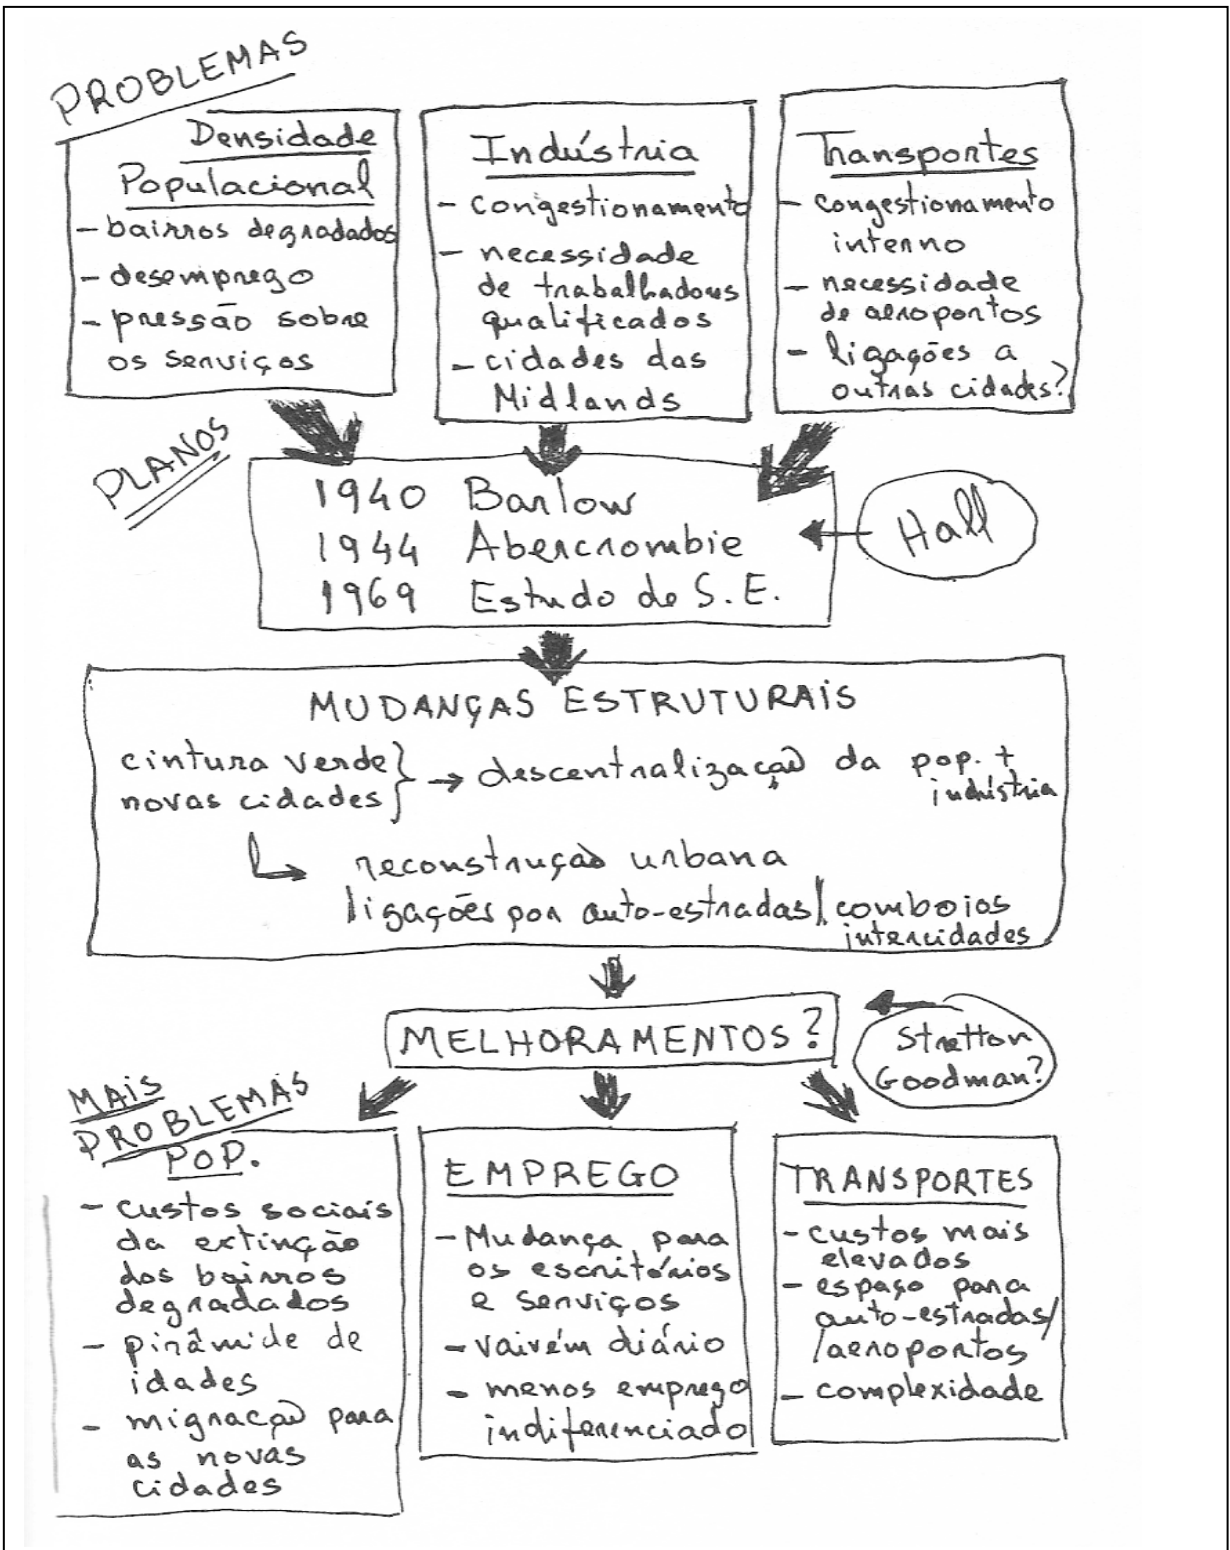 PROBLEMAS
Densidade
Populacional
- bairros degradados
- desemprego
- pressão sobre
os serviços
Indústria
- congestionamento
- necessidade
de trabalhadores
qualificados
- cidades das
Midlands
Transportes
- congestionamento
interno
- necessidade
de aeroportos
- ligações a
outras cidades?
PLANOS
1940 Barlow
1944 Abercrombie
1969 Estudo do S.E.
Hall
MUDANÇAS ESTRUTURAIS
cintura verde } → descentralização da pop. +
novas cidades indústria
↳ reconstrução urbana
ligações por auto-estradas/comboios
intercidades
MELHORAMENTOS?
Stretton
Goodman?
MAIS
PROBLEMAS
POP.
- custos sociais
da extinção
dos bairros
degradados
- pirâmide de
idades
- migração para
as novas
cidades
EMPREGO
- Mudança para
os escritórios
e serviços
- vaivém diário
- menos emprego
indiferenciado
TRANSPORTES
- custos mais
elevados
- espaço para
auto-estradas/
/aeroportos
- complexidade